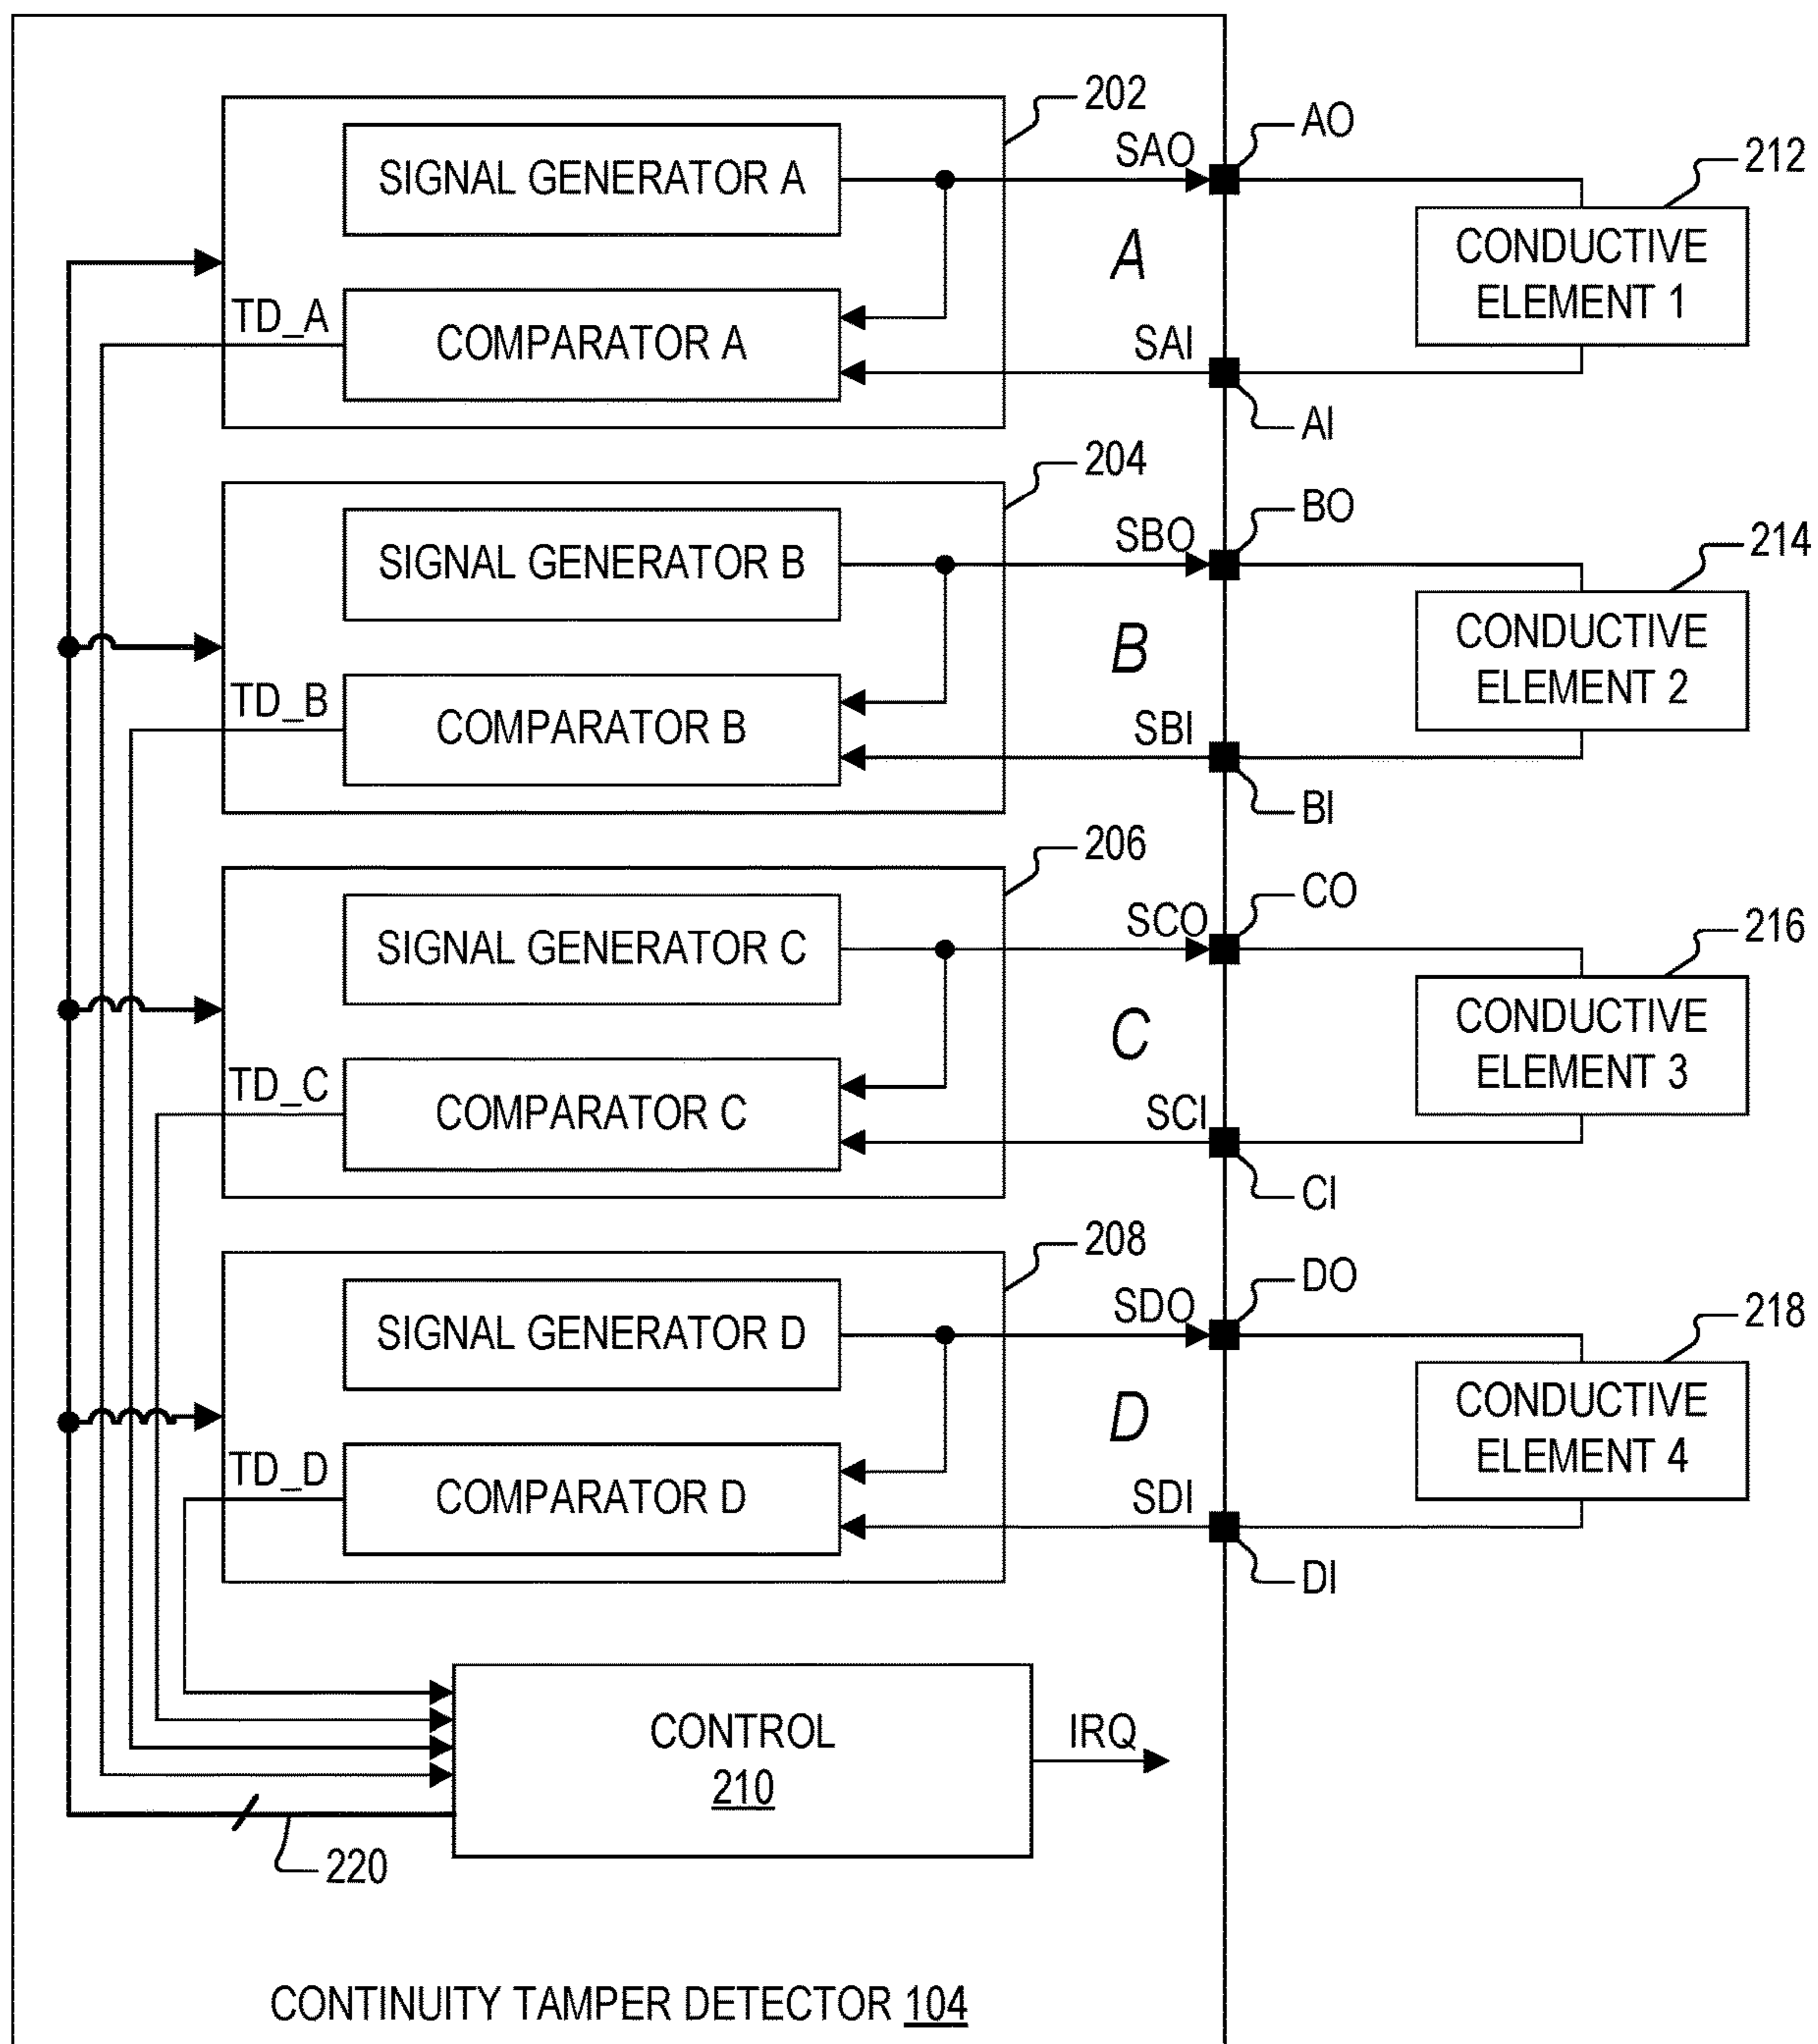 202
SIGNAL GENERATOR A
SAO
AO
212
A
CONDUCTIVE
ELEMENT 1
TD_A
COMPARATOR A
SAI
AI
204
SIGNAL GENERATOR B
SBO
BO
214
B
CONDUCTIVE
ELEMENT 2
TD_B
COMPARATOR B
SBI
BI
206
SIGNAL GENERATOR C
SCO
CO
216
C
CONDUCTIVE
ELEMENT 3
TD_C
COMPARATOR C
SCI
CI
208
SIGNAL GENERATOR D
SDO
DO
218
D
CONDUCTIVE
ELEMENT 4
TD_D
COMPARATOR D
SDI
DI
CONTROL
210
IRQ
220
CONTINUITY TAMPER DETECTOR 104